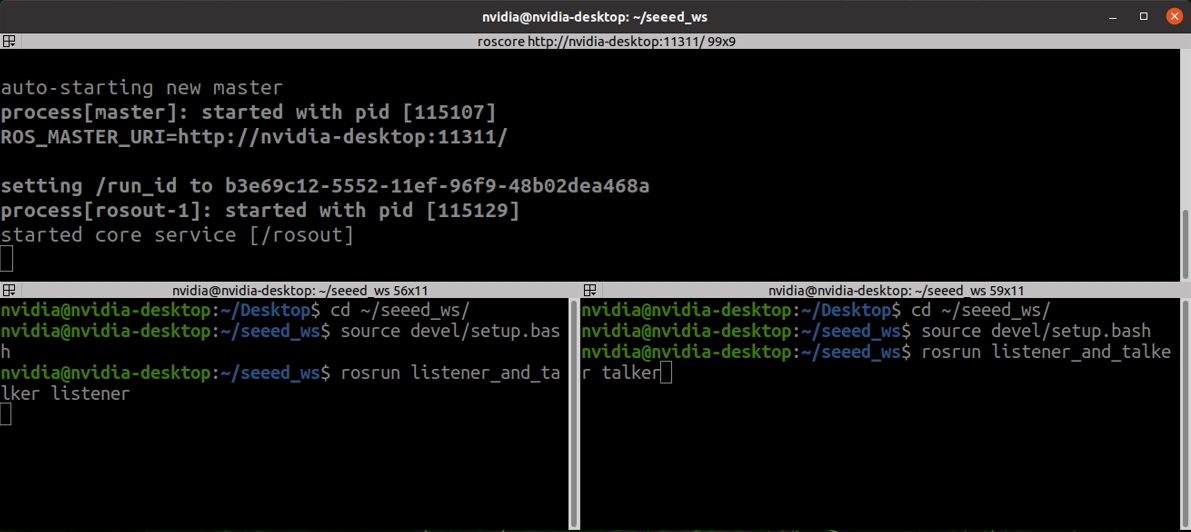 nvidia@nvidia-desktop: ~/seeed_ws
roscore http://nvidia-desktop:11311/ 99x9
auto-starting new master
process[master]: started with pid [115107]
ROS_MASTER_URI=http://nvidia-desktop:11311/
setting /run_id to b3e69c12-5552-11ef-96f9-48b02dea468a
process[rosout-1]: started with pid [115129]
started core service [/rosout]
nvidia@nvidia-desktop: ~/seeed_ws 56x11
nvidia@nvidia-desktop:~/Desktop$ cd ~/seeed_ws/
nvidia@nvidia-desktop:~/seeed_ws$ source devel/setup.bas
h
nvidia@nvidia-desktop:~/seeed_ws$ rosrun listener_and_ta
lker listener
nvidia@nvidia-desktop: ~/seeed_ws 59x11
nvidia@nvidia-desktop:~/Desktop$ cd ~/seeed_ws/
nvidia@nvidia-desktop:~/seeed_ws$ source devel/setup.bash
nvidia@nvidia-desktop:~/seeed_ws$ rosrun listener_and_talke
r talker